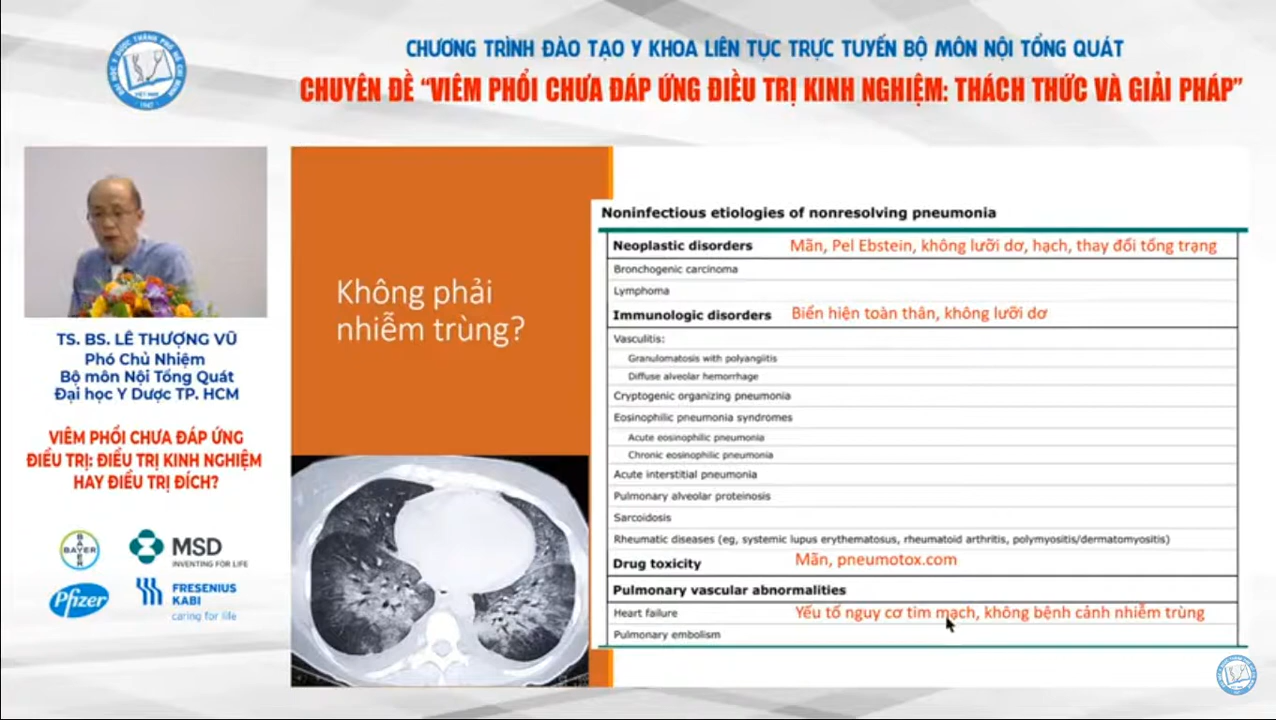 CHƯƠNG TRÌNH ĐÀO TẠO Y KHOA LIÊN TỤC TRỰC TUYẾN BỘ MÔN NỘI TỔNG QUÁT
CHUYÊN ĐỀ “VIÊM PHỔI CHƯA ĐÁP ỨNG ĐIỀU TRỊ KINH NGHIỆM: THÁCH THỨC VÀ GIẢI PHÁP”
TS. BS. LÊ THƯỢNG VŨ
Phó Chủ Nhiệm
Bộ môn Nội Tổng Quát
Đại học Y Dược TP. HCM
VIÊM PHỔI CHƯA ĐÁP ỨNG
ĐIỀU TRỊ: ĐIỀU TRỊ KINH NGHIỆM
HAY ĐIỀU TRỊ ĐÍCH?
BAYER
MSD
INVENTING FOR LIFE
Pfizer
FRESENIUS
KABI
caring for life
Không phải
nhiễm trùng?
Noninfectious etiologies of nonresolving pneumonia
Neoplastic disorders Mãn, Pel Ebstein, không lưỡi dơ, hạch, thay đổi tổng trạng
Bronchogenic carcinoma
Lymphoma
Immunologic disorders Biển hiện toàn thân, không lưỡi dơ
Vasculitis:
Granulomatosis with polyangiitis
Diffuse alveolar hemorrhage
Cryptogenic organizing pneumonia
Eosinophilic pneumonia syndromes
Acute eosinophilic pneumonia
Chronic eosinophilic pneumonia
Acute interstitial pneumonia
Pulmonary alveolar proteinosis
Sarcoidosis
Rheumatic diseases (eg, systemic lupus erythematosus, rheumatoid arthritis, polymyositis/dermatomyositis)
Drug toxicity Mãn, pneumotox.com
Pulmonary vascular abnormalities
Heart failure Yếu tố nguy cơ tim mạch, không bệnh cảnh nhiễm trùng
Pulmonary embolism